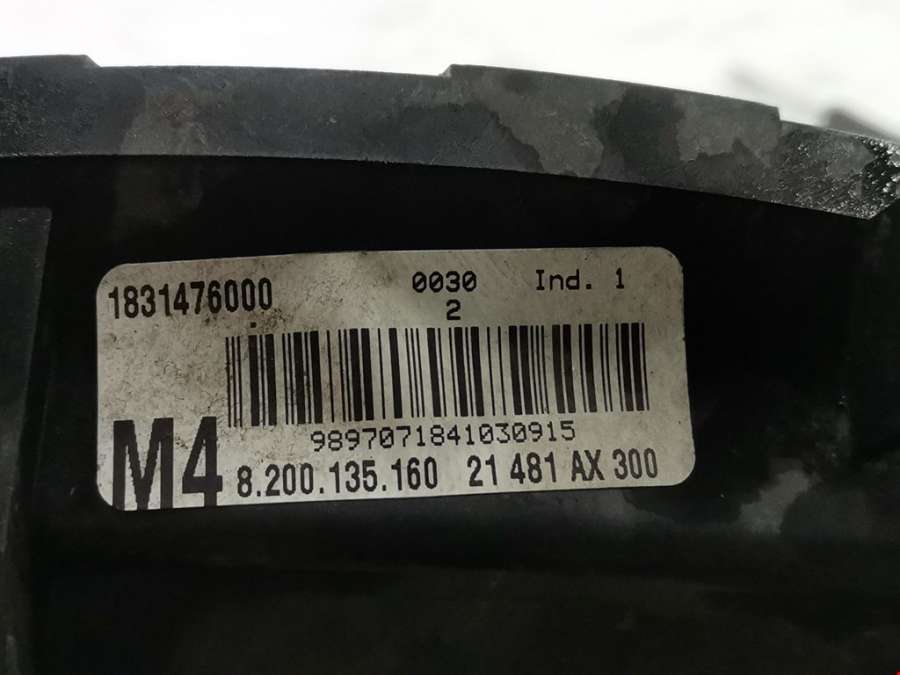 1831476000 0030 Ind. 1
2
9897071841030915
M4 8.200.135.160 21 481 AX 300